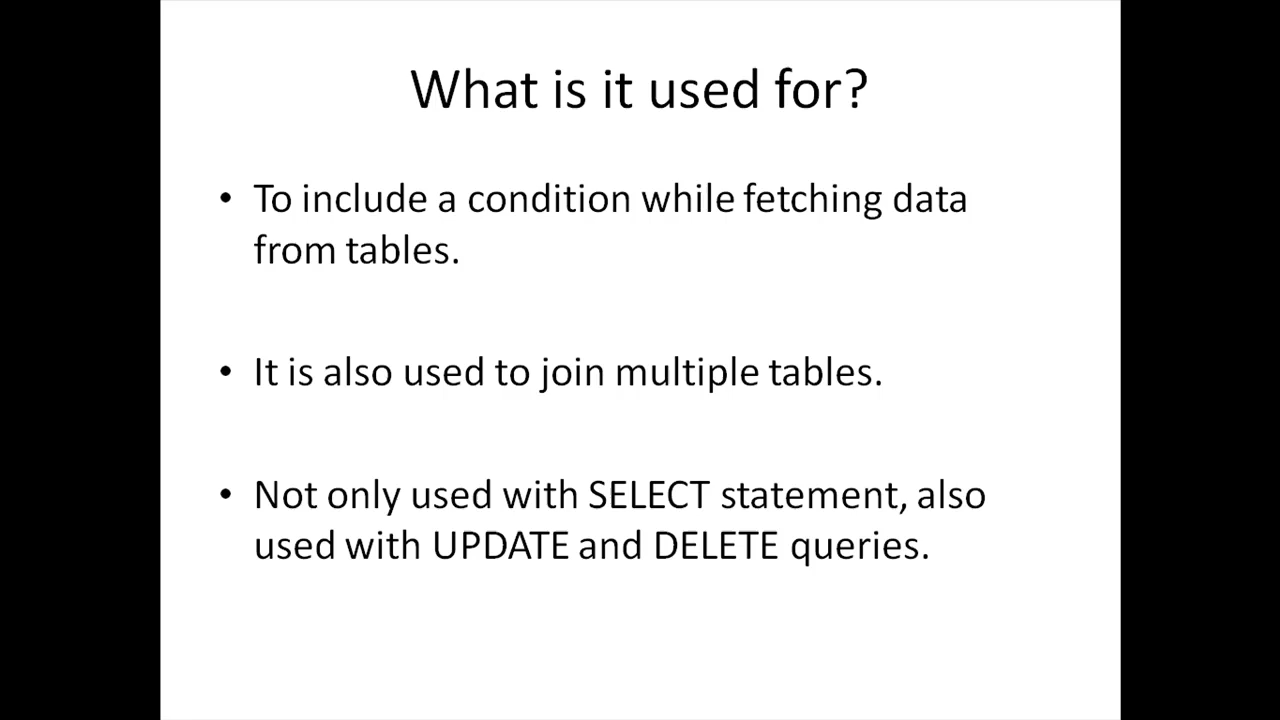 What is it used for?
• To include a condition while fetching data
from tables.
• It is also used to join multiple tables.
• Not only used with SELECT statement, also
used with UPDATE and DELETE queries.